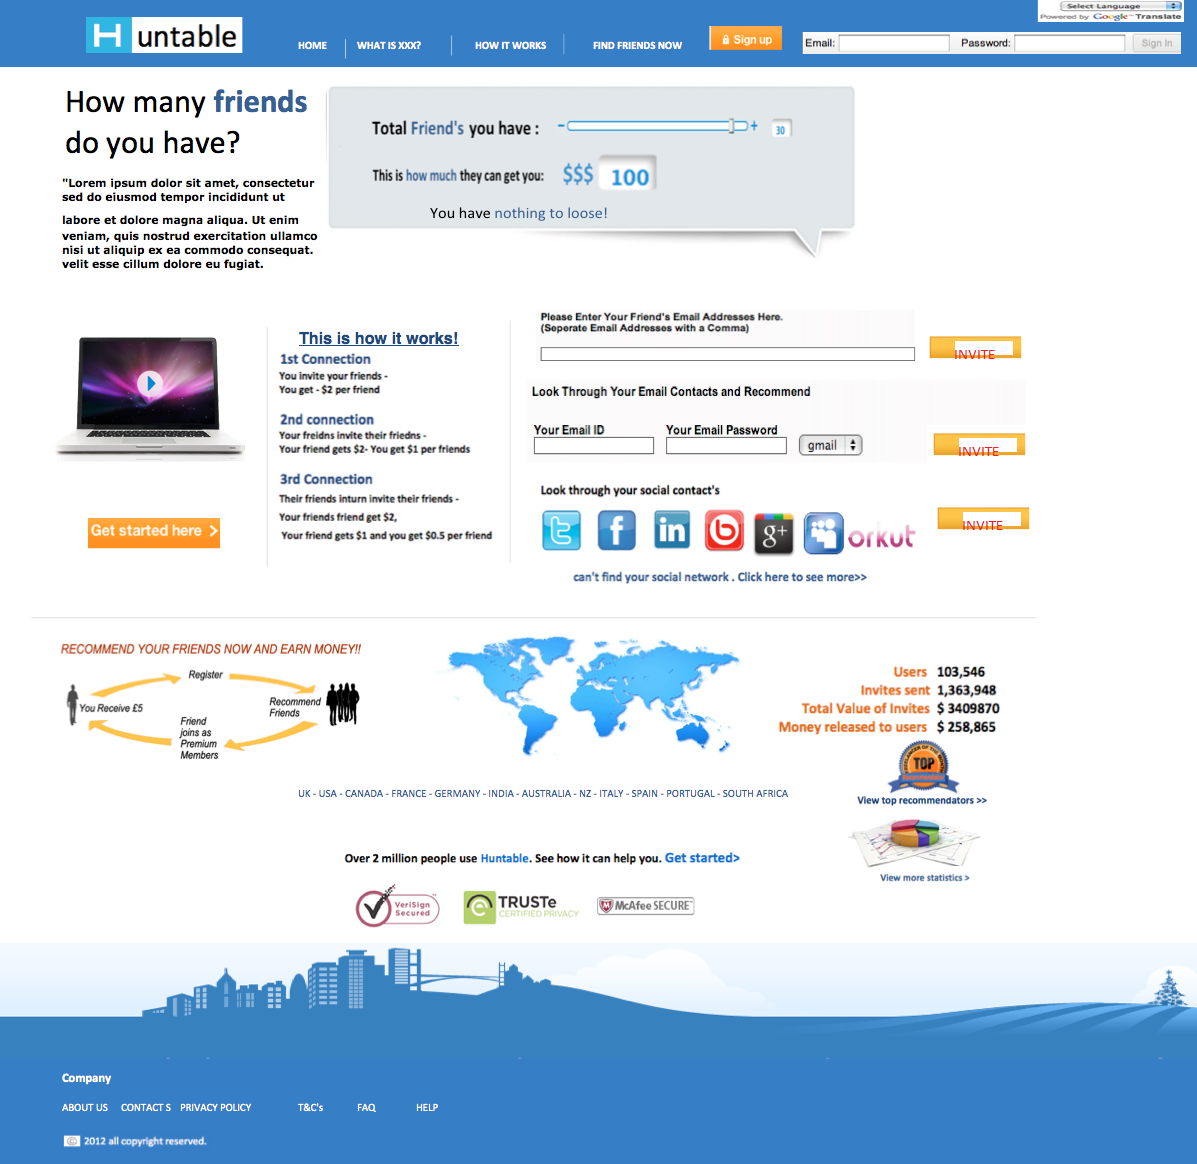 Select Language
Powered by Google™ Translate
H untable
HOME
WHAT IS XXX?
HOW IT WORKS
FIND FRIENDS NOW
Sign up
Email:
Password:
Sign in
How many friends
do you have?
"Lorem ipsum dolor sit amet, consectetur
sed do eiusmod tempor incididunt ut
labore et dolore magna aliqua. Ut enim
veniam, quis nostrud exercitation ullamco
nisi ut aliquip ex ea commodo consequat.
velit esse cillum dolore eu fugiat.
Total Friend's you have : - + 30
This is how much they can get you: $$$ 100
You have nothing to loose!
Get started here >
This is how it works!
1st Connection
You invite your friends -
You get - $2 per friend
2nd connection
Your freidns invite their friedns -
Your friend gets $2- You get $1 per friends
3rd Connection
Their friends inturn invite their friends -
Your friends friend get $2,
Your friend gets $1 and you get $0.5 per friend
Please Enter Your Friend's Email Addresses Here.
(Seperate Email Addresses with a Comma)
INVITE
Look Through Your Email Contacts and Recommend
Your Email ID
Your Email Password
gmail
INVITE
Look through your social contact's
t
f
in
b
g+
orkut
INVITE
can't find your social network . Click here to see more>>
RECOMMEND YOUR FRIENDS NOW AND EARN MONEY!!
Register
You Receive £5
Recommend
Friends
Friend
joins as
Premium
Members
Users 103,546
Invites sent 1,363,948
Total Value of Invites $ 3409870
Money released to users $ 258,865
TOP
View top recommendators >>
UK - USA - CANADA - FRANCE - GERMANY - INDIA - AUSTRALIA - NZ - ITALY - SPAIN - PORTUGAL - SOUTH AFRICA
View more statistics >
Over 2 million people use Huntable. See how it can help you. Get started>
VeriSign
Secured
TRUSTe
CERTIFIED PRIVACY
McAfee SECURE
Company
ABOUT US
CONTACT S
PRIVACY POLICY
T&C's
FAQ
HELP
© 2012 all copyright reserved.